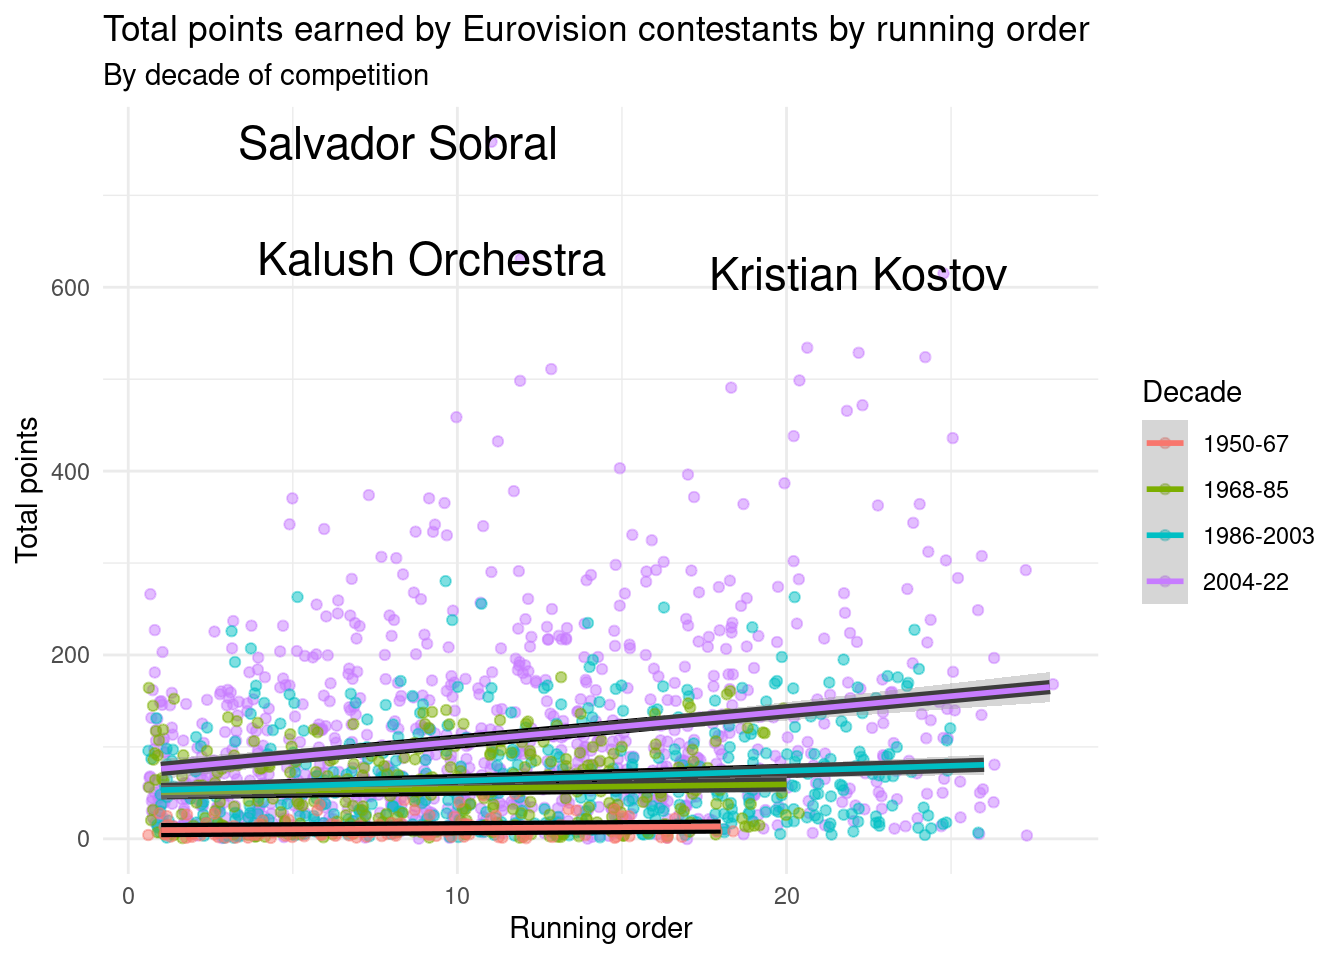 Total points earned by Eurovision contestants by running order
By decade of competition
Salvador Sobral
Kalush Orchestra
Kristian Kostov
600
400
200
0
Total points
0
10
20
Running order
Decade
1950-67
1968-85
1986-2003
2004-22